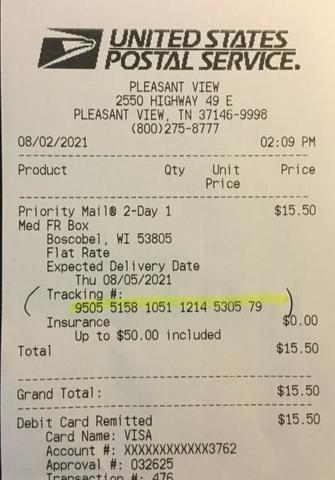 UNITED STATES
POSTAL SERVICE.
PLEASANT VIEW
2550 HIGHWAY 49 E
PLEASANT VIEW, TN 37146-9998
(800)275-8777
08/02/2021 02:09 PM
Product Qty Unit Price
Price
Priority Mail® 2-Day 1 $15.50
Med FR Box
Boscobel, WI 53805
Flat Rate
Expected Delivery Date
Thu 08/05/2021
Tracking #:
9505 5158 1051 1214 5305 79
Insurance $0.00
Up to $50.00 included
Total $15.50
Grand Total: $15.50
Debit Card Remitted $15.50
Card Name: VISA
Account #: XXXXXXXXXXXX3762
Approval #: 032625
Transaction #: 476